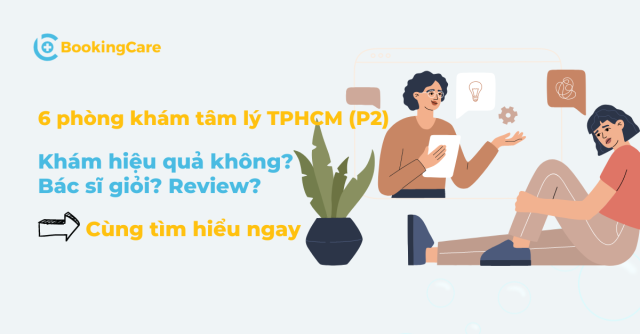 BookingCare
6 phòng khám tâm lý TPHCM (P2)
Khám hiệu quả không?
Bác sĩ giỏi? Review?
Cùng tìm hiểu ngay